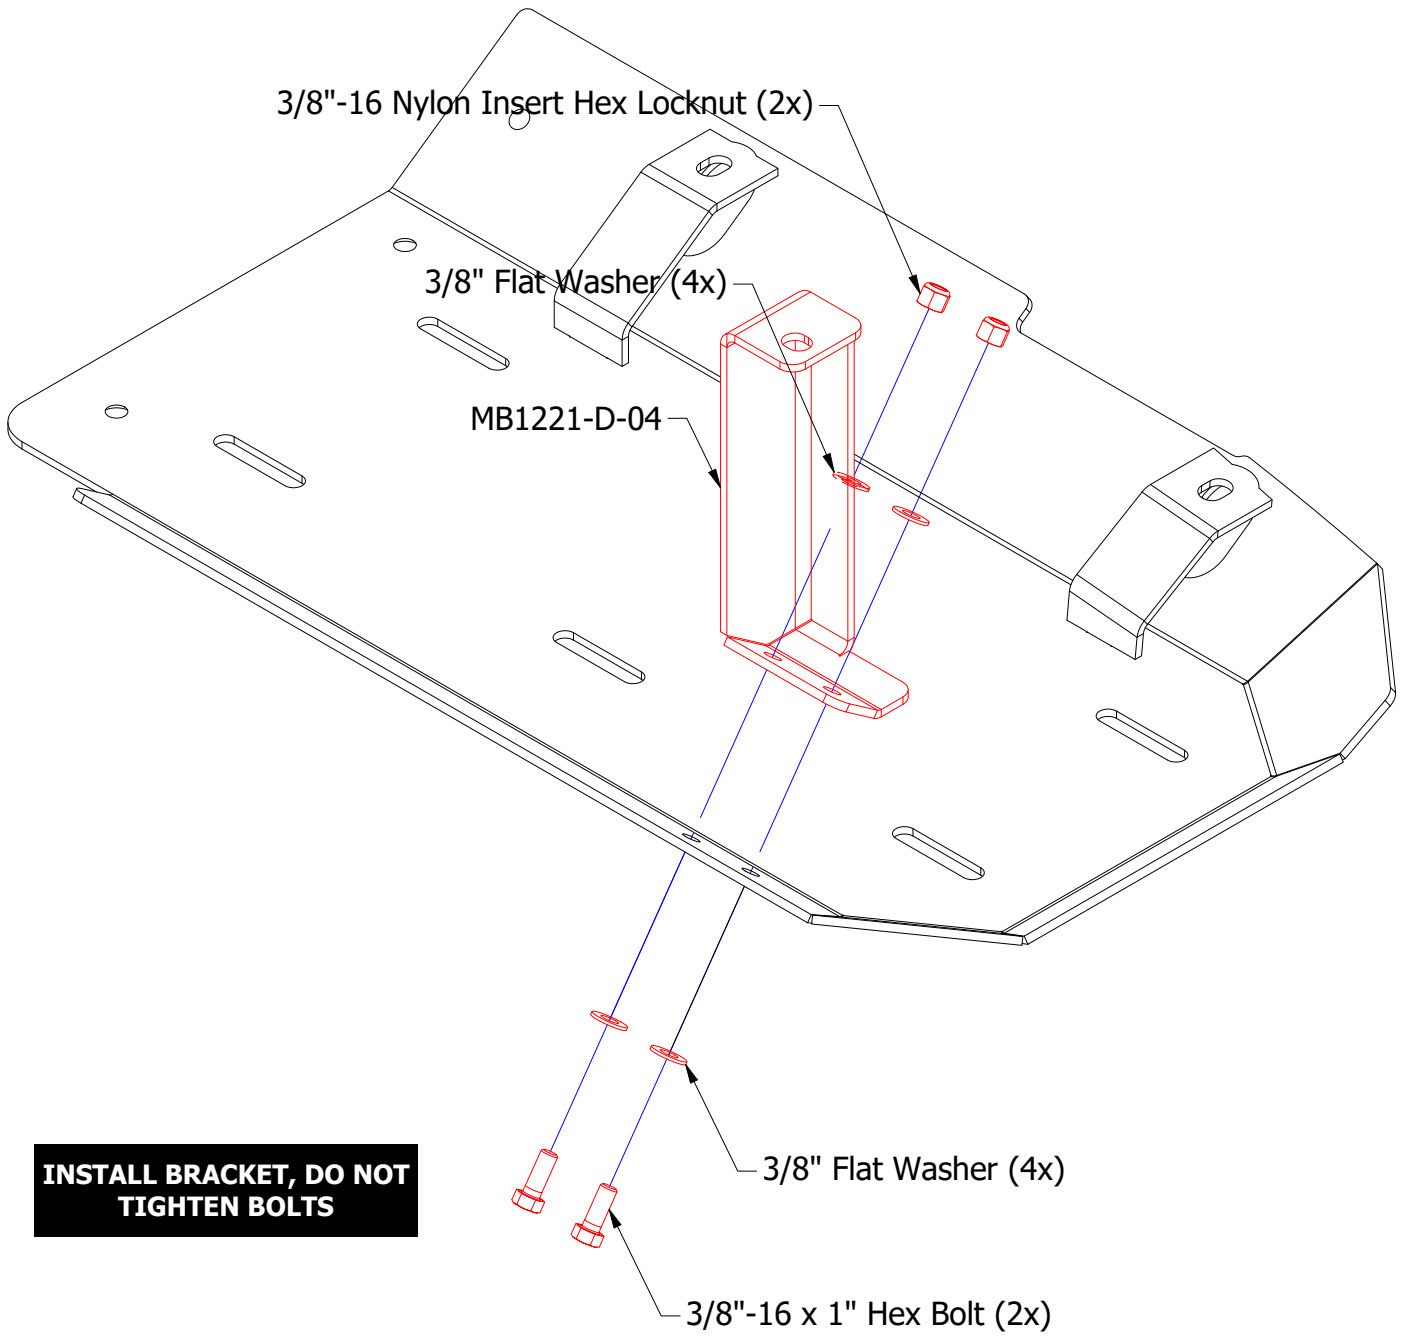 3/8"-16 Nylon Insert Hex Locknut (2x)
3/8" Flat Washer (4x)
MB1221-D-04
3/8" Flat Washer (4x)
INSTALL BRACKET, DO NOT
TIGHTEN BOLTS
3/8"-16 x 1" Hex Bolt (2x)